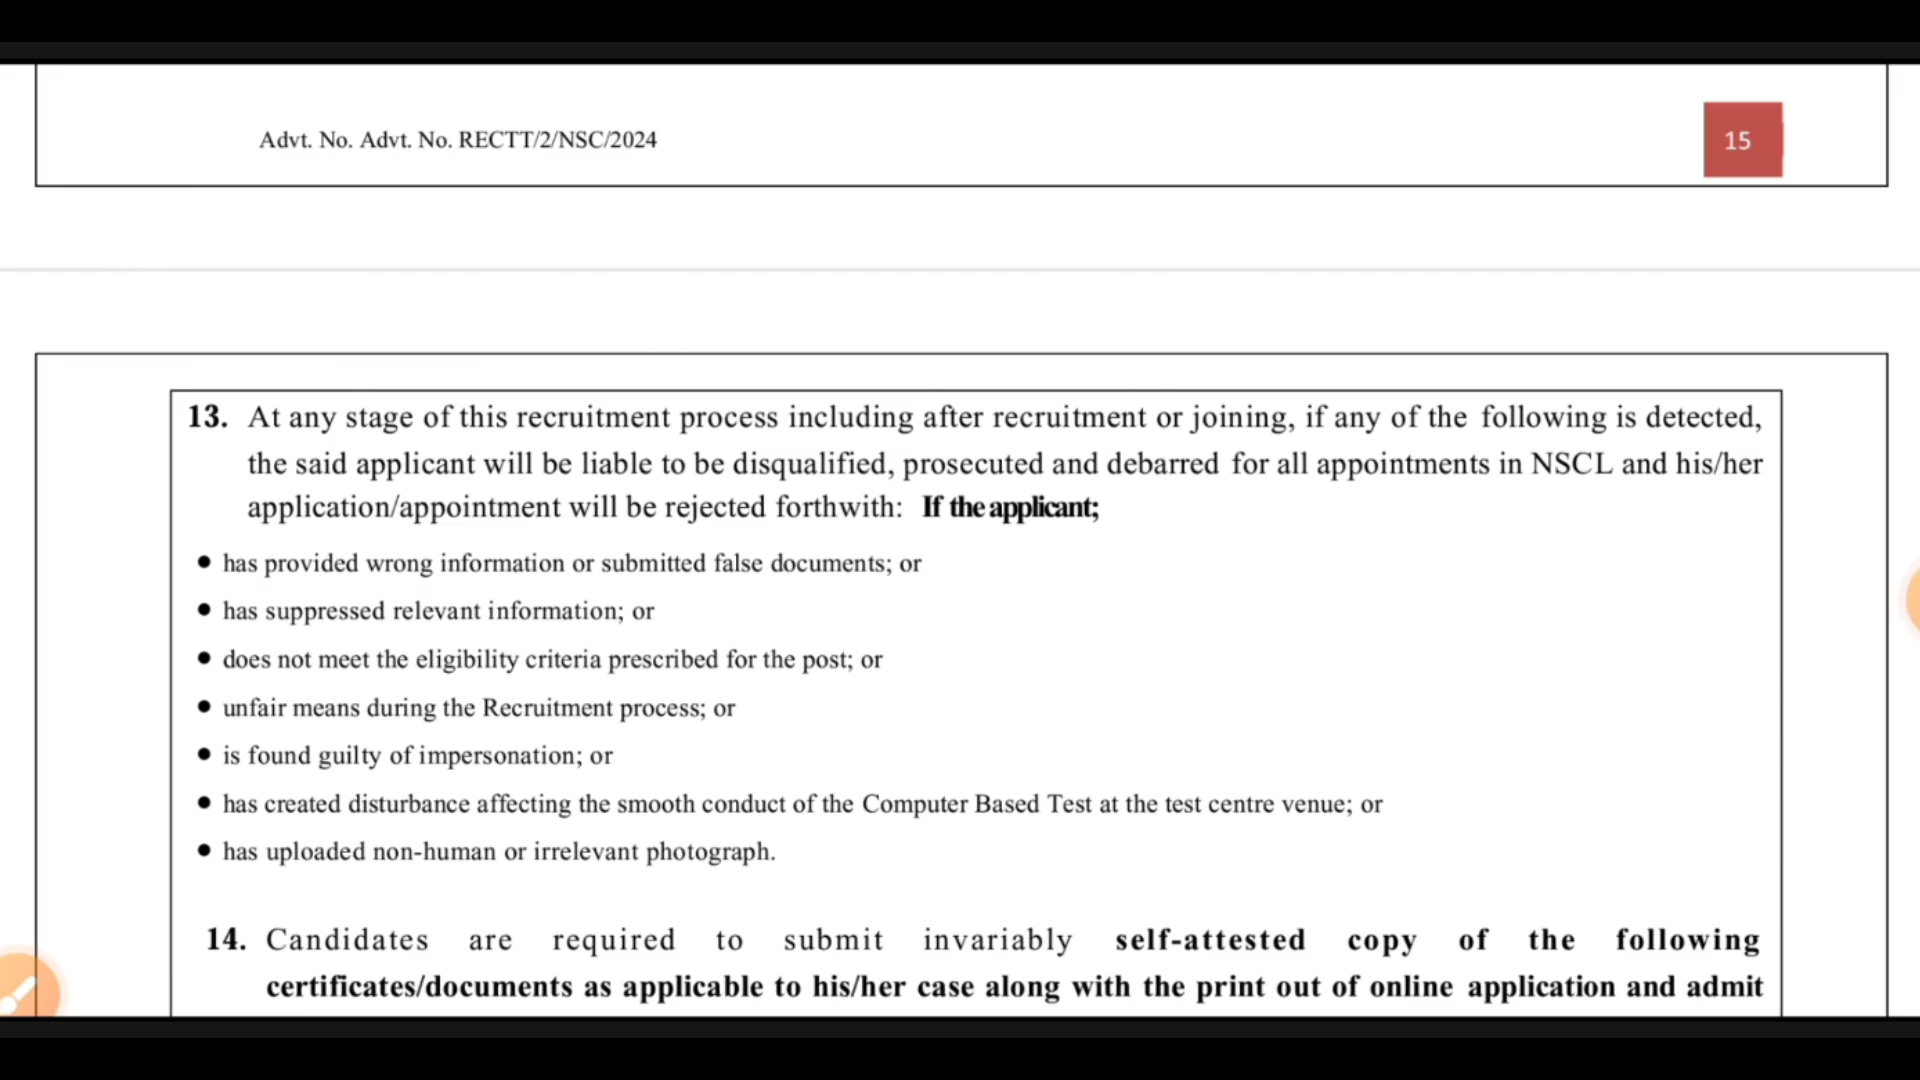 Advt. No. Advt. No. RECTT/2/NSC/2024
15
13. At any stage of this recruitment process including after recruitment or joining, if any of the following is detected,
the said applicant will be liable to be disqualified, prosecuted and debarred for all appointments in NSCL and his/her
application/appointment will be rejected forthwith: If the applicant;
● has provided wrong information or submitted false documents; or
● has suppressed relevant information; or
● does not meet the eligibility criteria prescribed for the post; or
● unfair means during the Recruitment process; or
● is found guilty of impersonation; or
● has created disturbance affecting the smooth conduct of the Computer Based Test at the test centre venue; or
● has uploaded non-human or irrelevant photograph.
14. Candidates are required to submit invariably self-attested copy of the following
certificates/documents as applicable to his/her case along with the print out of online application and admit